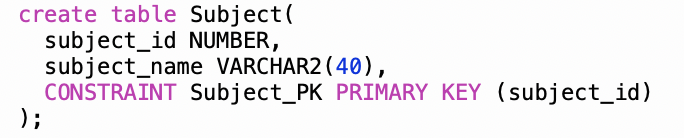 create table Subject(
  subject_id NUMBER,
  subject_name VARCHAR2(40),
  CONSTRAINT Subject_PK PRIMARY KEY (subject_id)
);